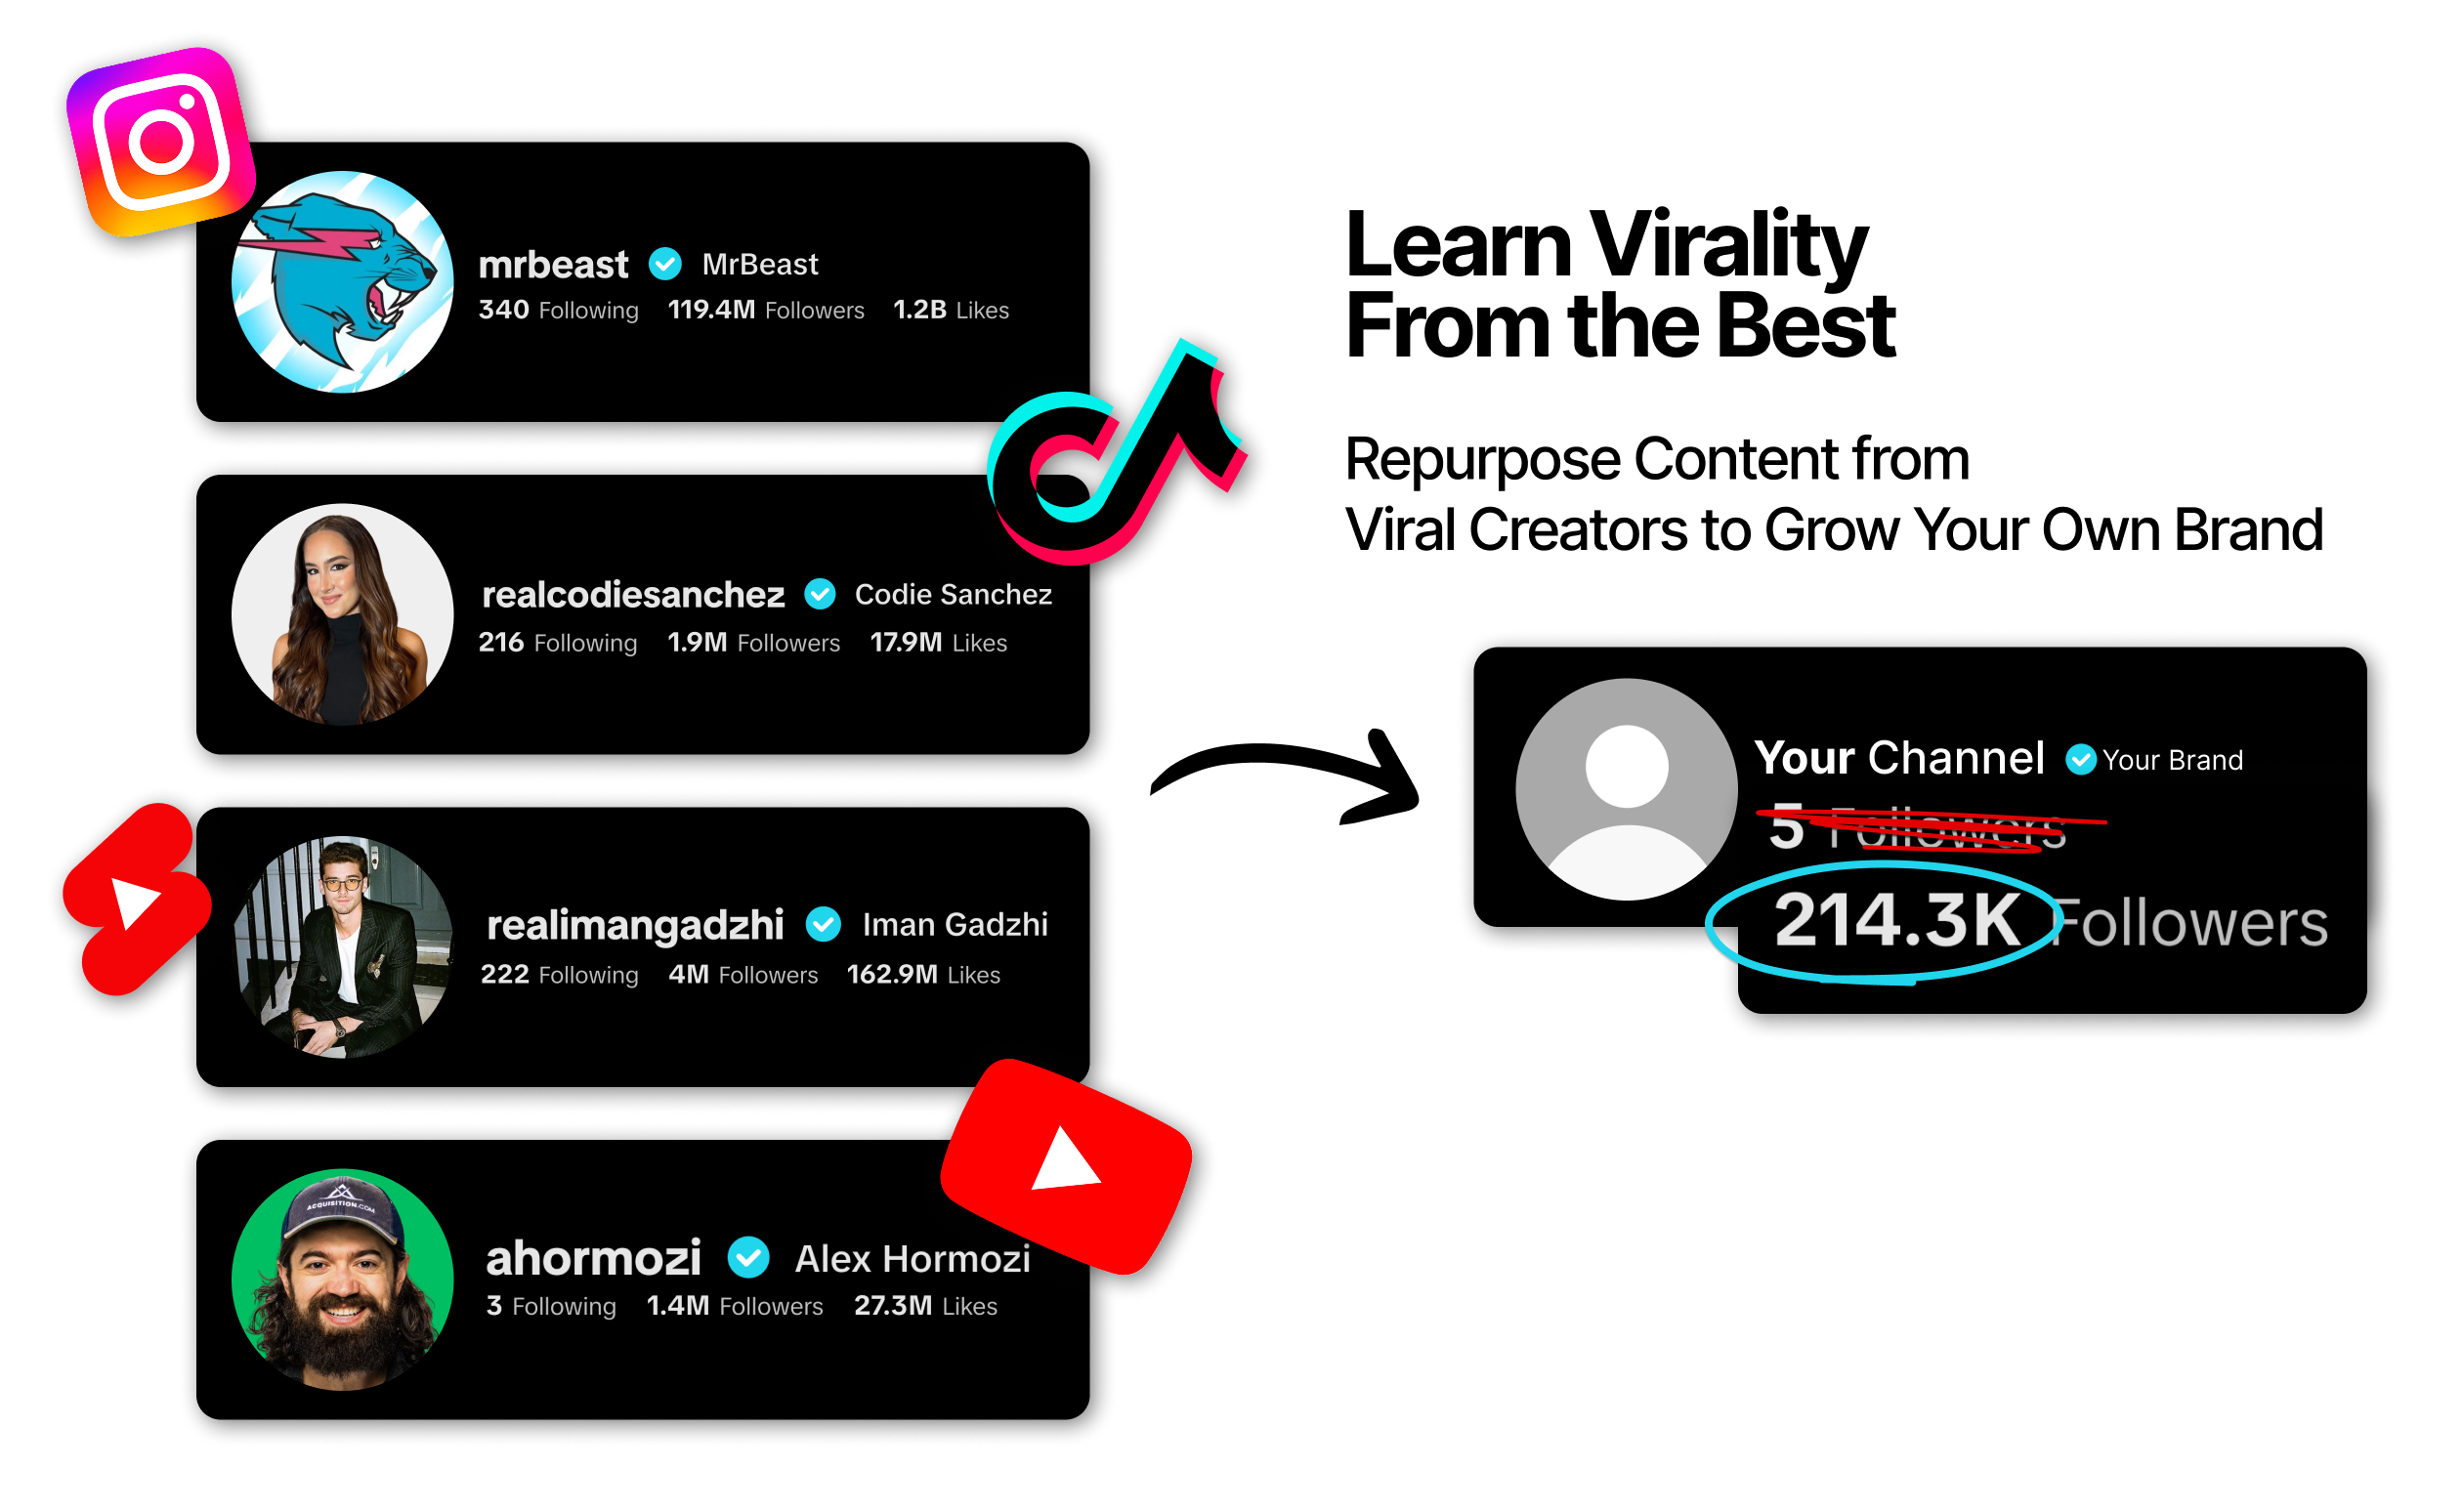 mrbeast MrBeast
340 Following 119.4M Followers 1.2B Likes
realcodiesanchez Codie Sanchez
216 Following 1.9M Followers 17.9M Likes
realimangadzhi Iman Gadzhi
222 Following 4M Followers 162.9M Likes
ACQUISITION.COM
ahormozi Alex Hormozi
3 Following 1.4M Followers 27.3M Likes
Learn Virality
From the Best
Repurpose Content from
Viral Creators to Grow Your Own Brand
Your Channel Your Brand
5 Followers
214.3K Followers